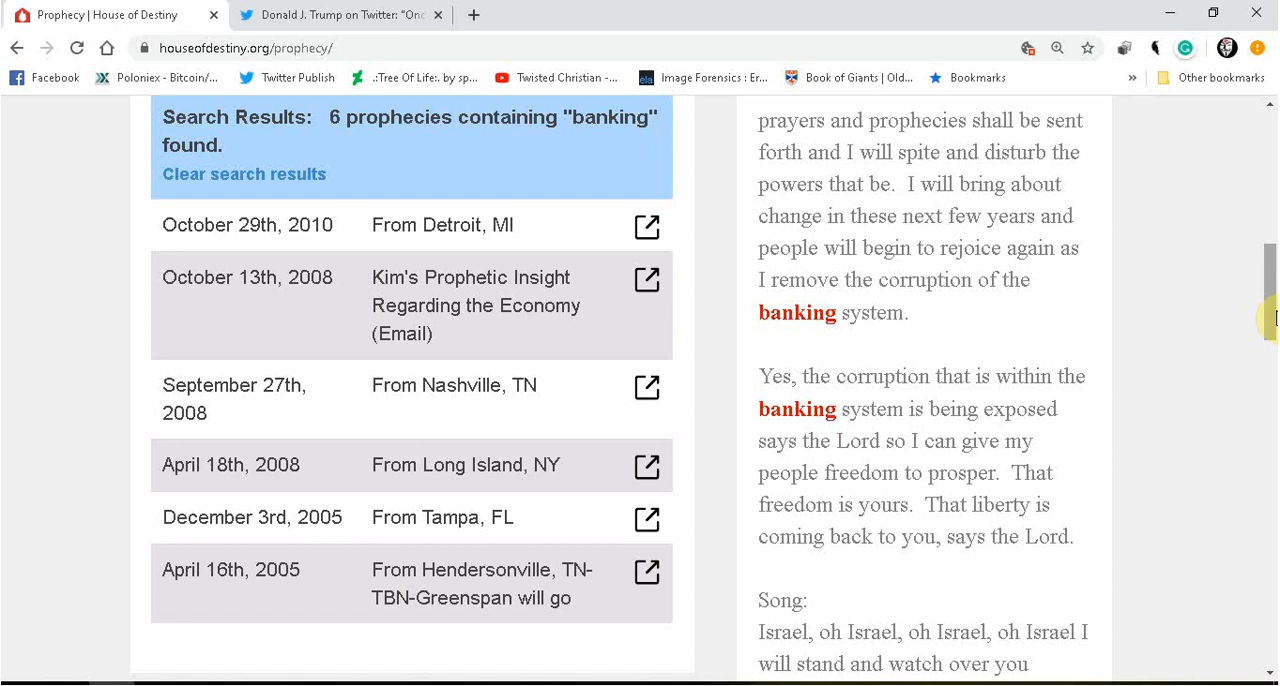 Prophecy | House of Destiny
Donald J. Trump on Twitter: "Onc
houseofdestiny.org/prophecy/
Facebook
Poloniex - Bitcoin/...
Twitter Publish
.:Tree Of Life:. by sp...
Twisted Christian -...
Image Forensics : Er...
Book of Giants | Old...
Bookmarks
Other bookmarks
Search Results: 6 prophecies containing "banking"
found.
Clear search results
October 29th, 2010 From Detroit, MI
October 13th, 2008 Kim's Prophetic Insight
Regarding the Economy
(Email)
September 27th, From Nashville, TN
2008
April 18th, 2008 From Long Island, NY
December 3rd, 2005 From Tampa, FL
April 16th, 2005 From Hendersonville, TN-
TBN-Greenspan will go
prayers and prophecies shall be sent
forth and I will spite and disturb the
powers that be. I will bring about
change in these next few years and
people will begin to rejoice again as
I remove the corruption of the
banking system.
Yes, the corruption that is within the
banking system is being exposed
says the Lord so I can give my
people freedom to prosper. That
freedom is yours. That liberty is
coming back to you, says the Lord.
Song:
Israel, oh Israel, oh Israel, oh Israel I
will stand and watch over you